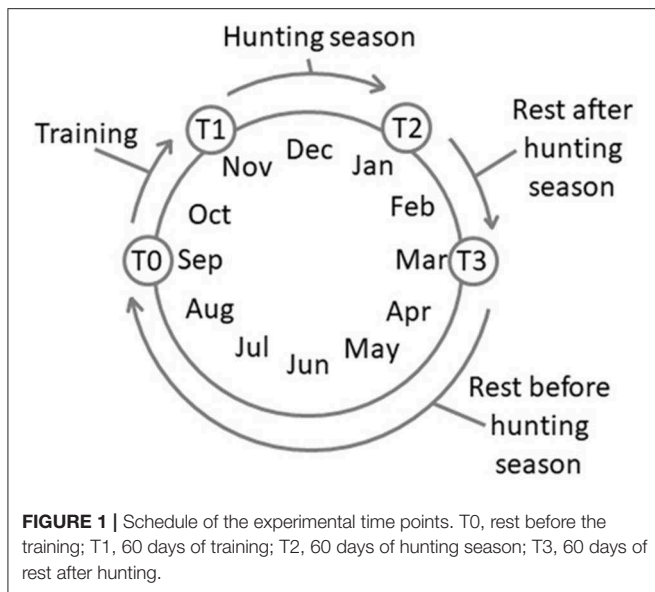 Hunting season
Training
T1
T2
Rest after
hunting
season
Nov
Dec
Jan
Oct
Feb
T0
Sep
Mar
T3
Aug
Apr
Jul
Jun
May
Rest before
hunting
season
FIGURE 1 | Schedule of the experimental time points. T0, rest before the
training; T1, 60 days of training; T2, 60 days of hunting season; T3, 60 days of
rest after hunting.